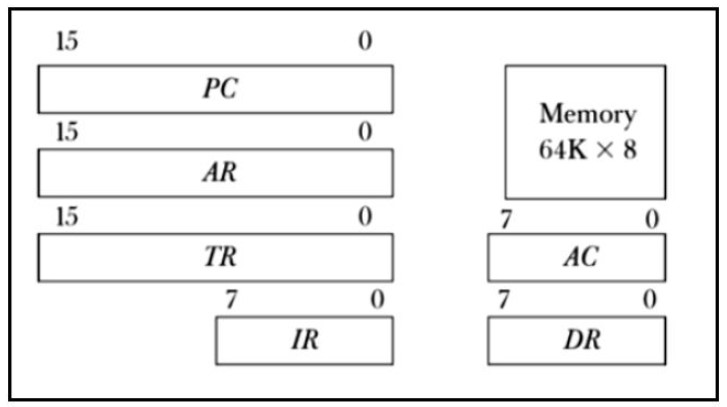 15 0
PC
15 0
AR
15 0
TR
7 0
IR
Memory
64K × 8
7 0
AC
7 0
DR